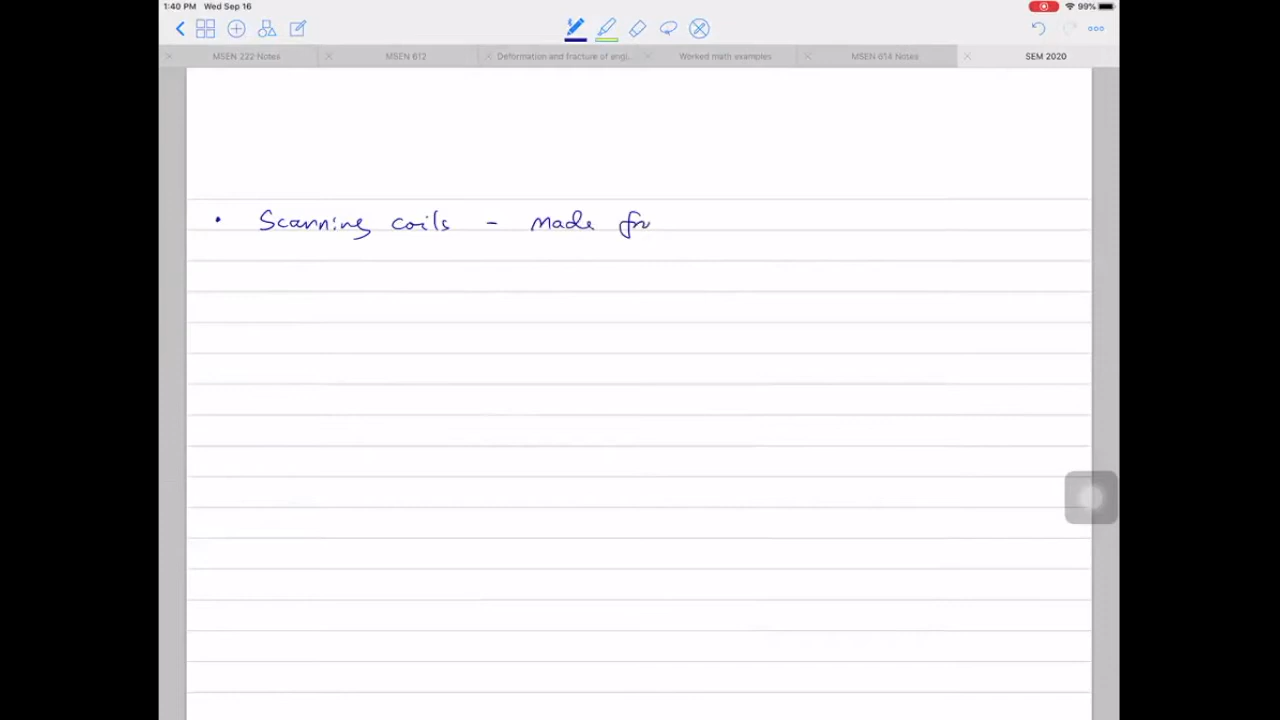 1:40 PM Wed Sep 16
99%
MSEN 222 Notes
MSEN 612
Deformation and fracture of engi...
Worked math examples
MSEN 614 Notes
SEM 2020
• Scanning coils - made fro